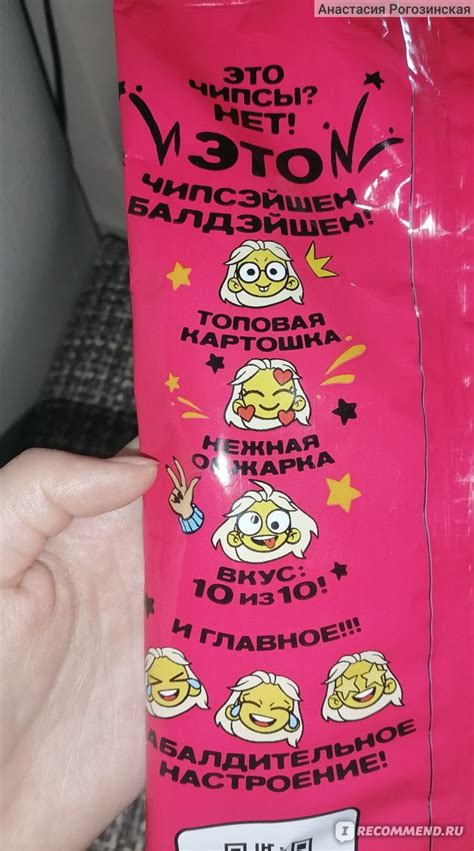 Анастасия Рогозинская
ЭТО
ЧИПСЫ?
НЕТ!
ЭТО
ЧИПСЭЙШЕН
БАЛДЭЙШЕН!
ТОПОВАЯ
КАРТОШКА
НЕЖНАЯ
ОБЖАРКА
ВКУС:
10 ИЗ 10!
И ГЛАВНОЕ!!!
АБАЛДИТЕЛЬНОЕ
НАСТРОЕНИЕ!
I RECOMMEND.RU